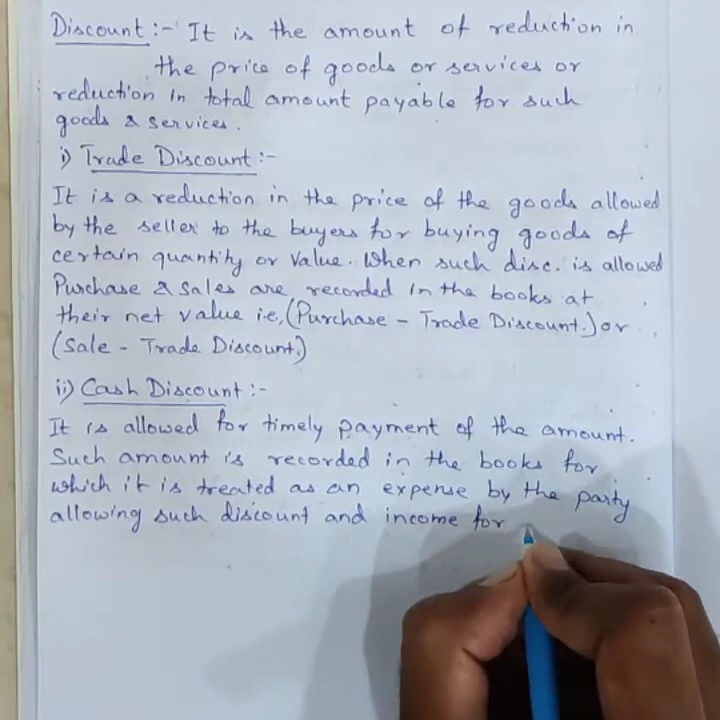 Discount :- It is the amount of reduction in
the price of goods or services or
reduction in total amount payable for such
goods & services.
i) Trade Discount :-
It is a reduction in the price of the goods allowed
by the seller to the buyers for buying goods of
certain quantity or value. When such disc. is allowed
Purchase & Sales are recorded in the books at
their net value i.e., (Purchase - Trade Discount.) or
(Sale - Trade Discount.)
ii) Cash Discount :-
It is allowed for timely payment of the amount.
Such amount is recorded in the books for
which it is treated as an expense by the party
allowing such discount and income for